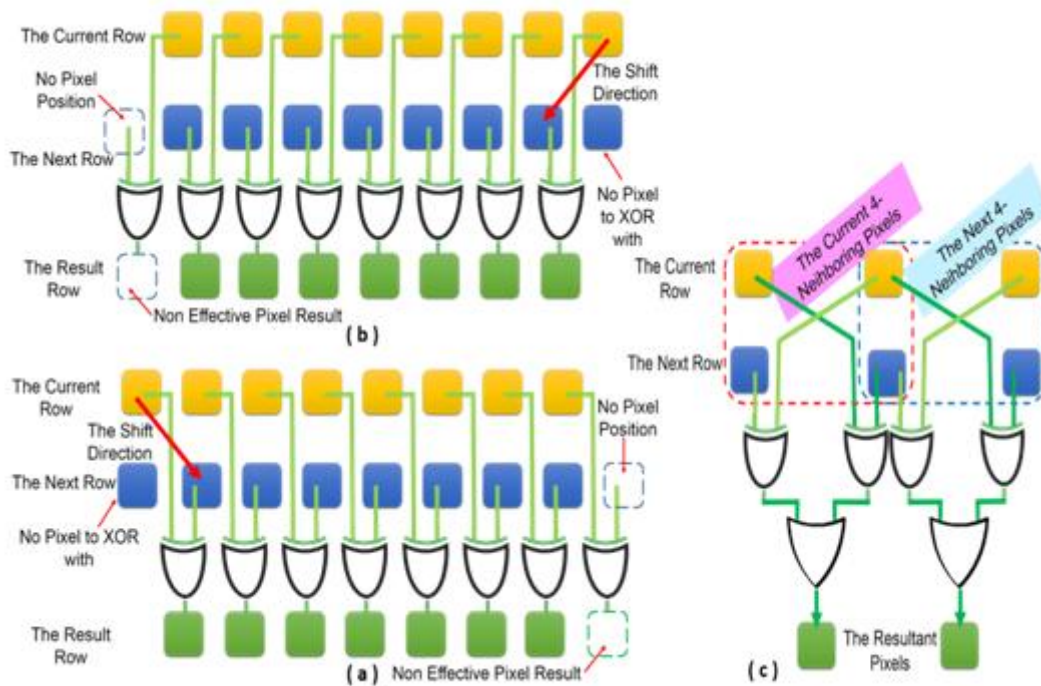 The Current Row
The Shift
Direction
No Pixel
Position
The Next Row
No Pixel
to XOR
with
The Result
Row
Non Effective Pixel Result
( b )
The Current
Row
The Shift
Direction
No Pixel
Position
The Next Row
No Pixel to XOR
with
The Result
Row
Non Effective Pixel Result
( a )
The Current 4-
Neihboring Pixels
The Next 4-
Neihboring Pixels
The Current
Row
The Next Row
The Resultant
Pixels
( c )